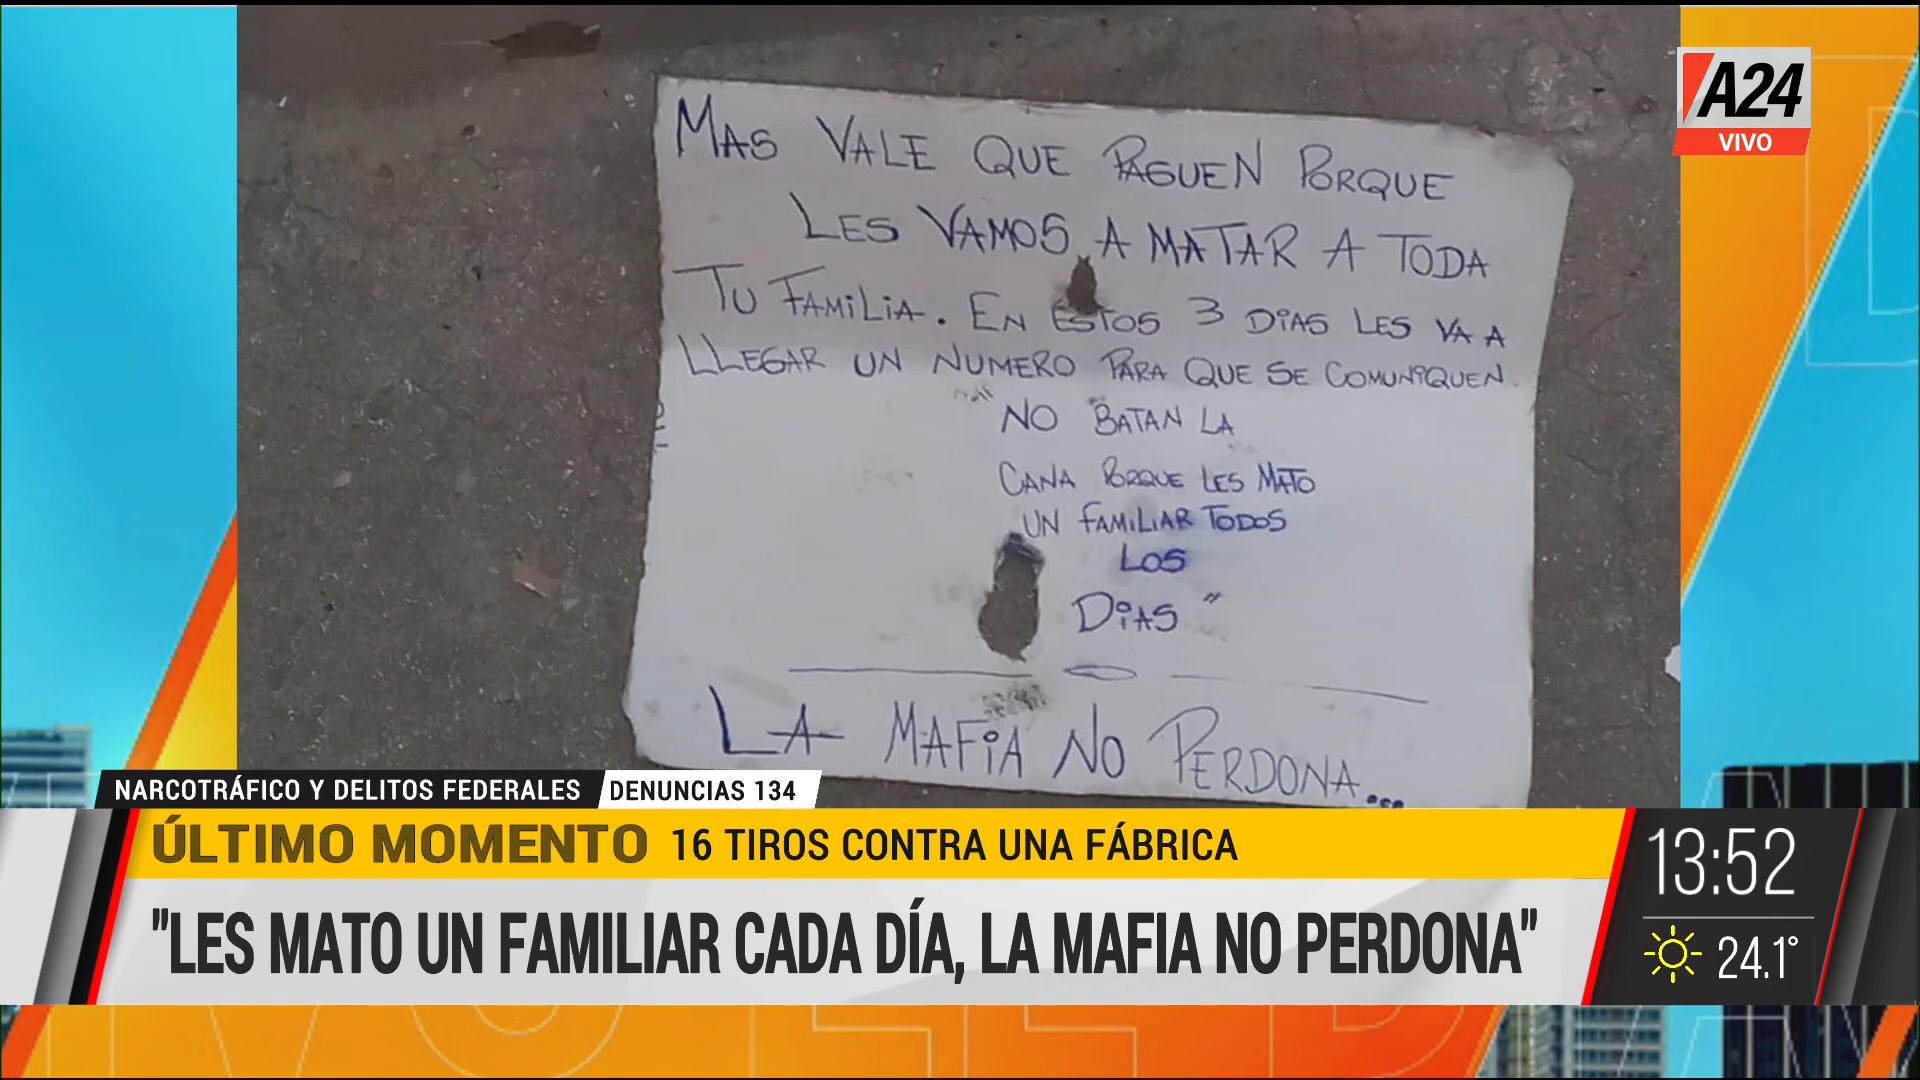 A24
VIVO
MAS VALE QUE PAGUEN PORQUE
LES VAMOS A MATAR A TODA
TU FAMILIA. EN ESTOS 3 DIAS LES VA A
LLEGAR UN NUMERO PARA QUE SE COMUNIQUEN.
"NO BATAN LA
CANA PORQUE LES MATO
UN FAMILIAR TODOS
LOS
DIAS"
LA MAFIA NO PERDONA...
NARCOTRÁFICO Y DELITOS FEDERALES DENUNCIAS 134
ÚLTIMO MOMENTO 16 TIROS CONTRA UNA FÁBRICA
13:52
"LES MATO UN FAMILIAR CADA DÍA, LA MAFIA NO PERDONA"
24.1°